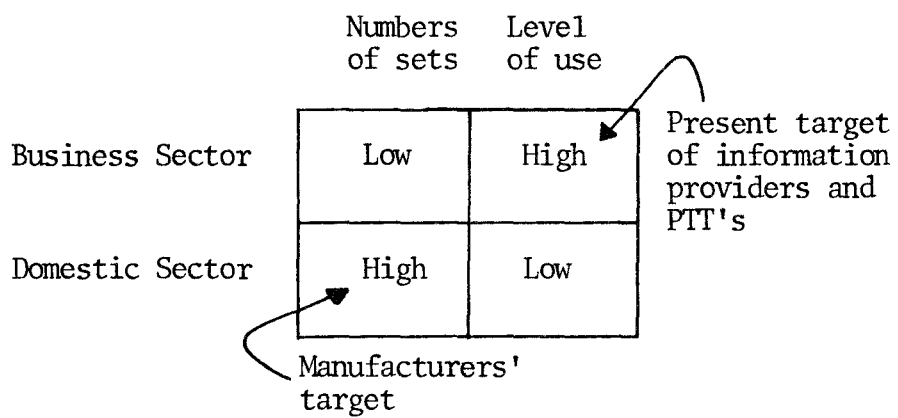 Numbers of sets
Level of use
Business Sector
Low
High
Present target
of information
providers and
PTT's
Domestic Sector
High
Low
Manufacturers'
target